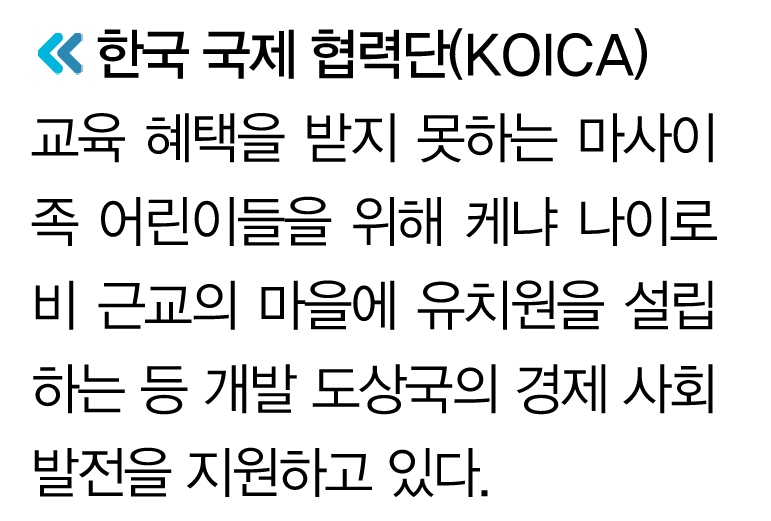 ≪ 한국 국제 협력단(KOICA)
교육 혜택을 받지 못하는 마사이
족 어린이들을 위해 케냐 나이로
비 근교의 마을에 유치원을 설립
하는 등 개발 도상국의 경제 사회
발전을 지원하고 있다.